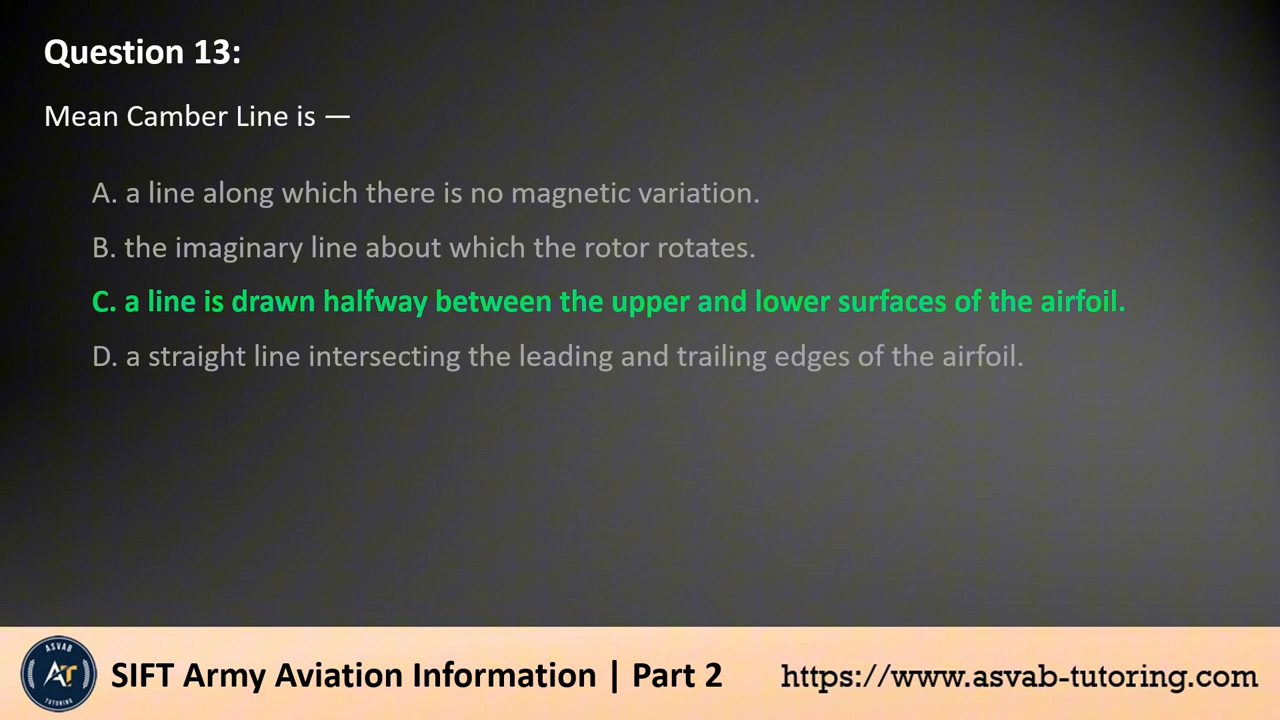 Question 13:
Mean Camber Line is —
A. a line along which there is no magnetic variation.
B. the imaginary line about which the rotor rotates.
C. a line is drawn halfway between the upper and lower surfaces of the airfoil.
D. a straight line intersecting the leading and trailing edges of the airfoil.
ASVAB
AT
TUTORING
SIFT Army Aviation Information | Part 2
https://www.asvab-tutoring.com